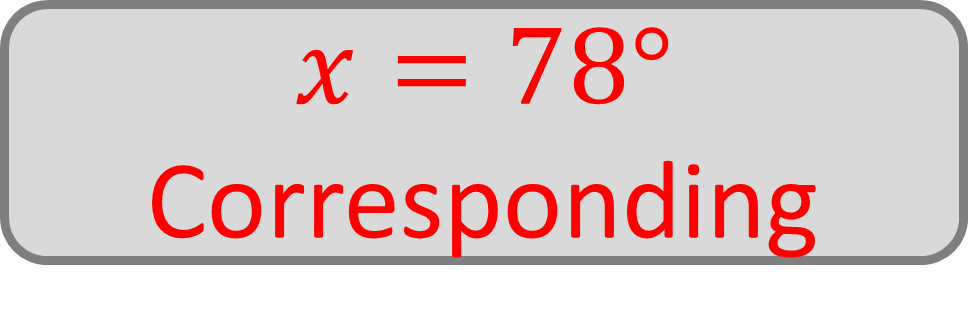 x = 78°
Corresponding